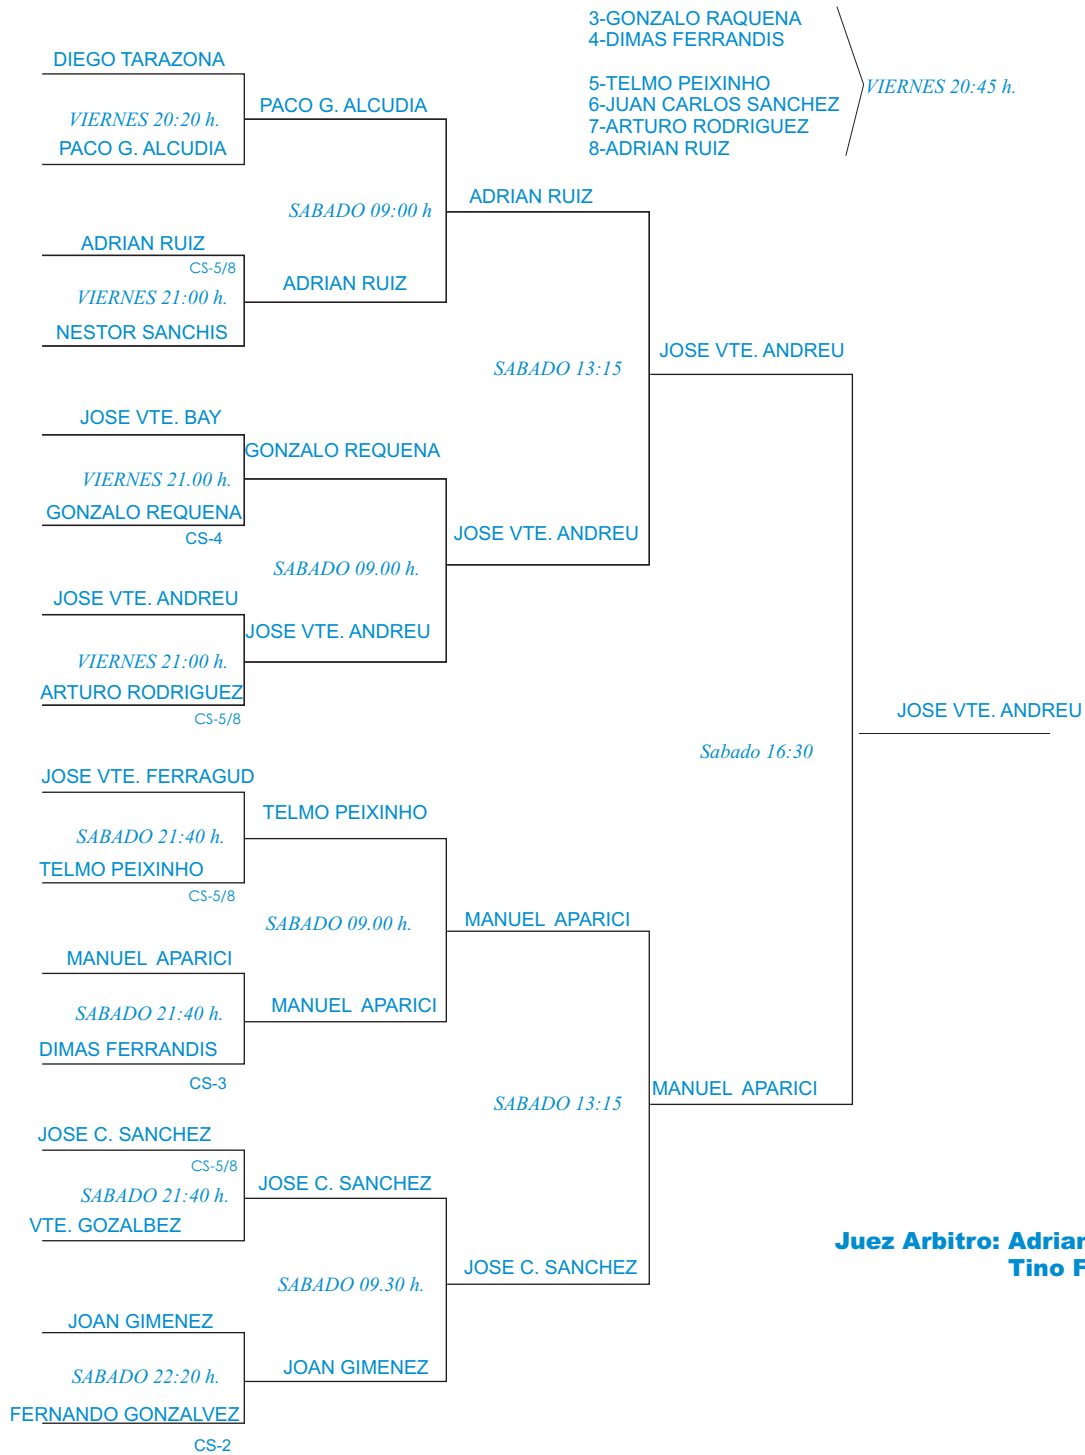 3-GONZALO RAQUENA
4-DIMAS FERRANDIS
5-TELMO PEIXINHO
6-JUAN CARLOS SANCHEZ
7-ARTURO RODRIGUEZ
8-ADRIAN RUIZ
VIERNES 20:45 h.
DIEGO TARAZONA
VIERNES 20:20 h.
PACO G. ALCUDIA
PACO G. ALCUDIA
SABADO 09:00 h
ADRIAN RUIZ
ADRIAN RUIZ
CS-5/8
VIERNES 21:00 h.
ADRIAN RUIZ
NESTOR SANCHIS
SABADO 13:15
JOSE VTE. ANDREU
JOSE VTE. BAY
VIERNES 21.00 h.
GONZALO REQUENA
GONZALO REQUENA
CS-4
SABADO 09.00 h.
JOSE VTE. ANDREU
JOSE VTE. ANDREU
VIERNES 21:00 h.
JOSE VTE. ANDREU
ARTURO RODRIGUEZ
CS-5/8
Sabado 16:30
JOSE VTE. ANDREU
JOSE VTE. FERRAGUD
SABADO 21:40 h.
TELMO PEIXINHO
TELMO PEIXINHO
CS-5/8
SABADO 09.00 h.
MANUEL APARICI
MANUEL APARICI
SABADO 21:40 h.
MANUEL APARICI
DIMAS FERRANDIS
CS-3
SABADO 13:15
MANUEL APARICI
JOSE C. SANCHEZ
CS-5/8
SABADO 21:40 h.
JOSE C. SANCHEZ
VTE. GOZALBEZ
SABADO 09.30 h.
JOSE C. SANCHEZ
JOAN GIMENEZ
SABADO 22:20 h.
JOAN GIMENEZ
FERNANDO GONZALVEZ
CS-2
Juez Arbitro: Adrian
Tino F